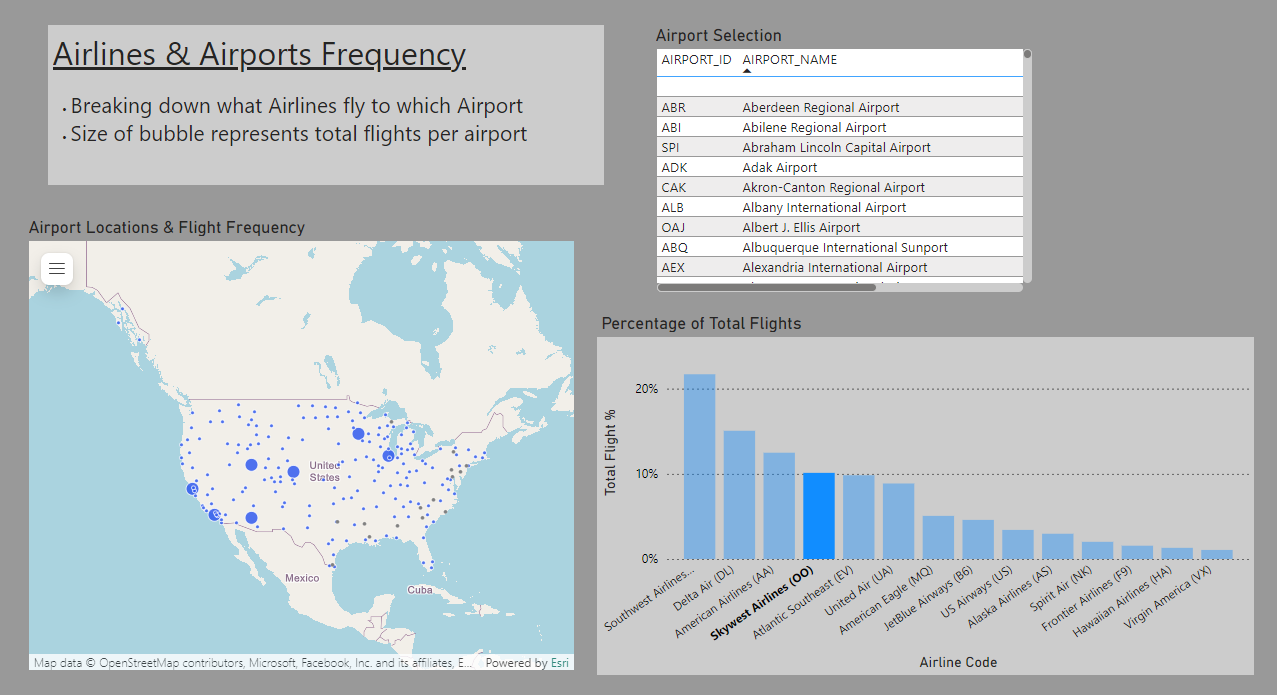 Airlines & Airports Frequency
• Breaking down what Airlines fly to which Airport
• Size of bubble represents total flights per airport
Airport Selection
AIRPORT_ID AIRPORT_NAME
ABR Aberdeen Regional Airport
ABI Abilene Regional Airport
SPI Abraham Lincoln Capital Airport
ADK Adak Airport
CAK Akron-Canton Regional Airport
ALB Albany International Airport
OAJ Albert J. Ellis Airport
ABQ Albuquerque International Sunport
AEX Alexandria International Airport
Airport Locations & Flight Frequency
United
States
Mexico
Cuba
Map data © OpenStreetMap contributors, Microsoft, Facebook, Inc. and its affiliates, E... Powered by Esri
Percentage of Total Flights
Total Flight %
20%
10%
0%
Southwest Airlines...
Delta Air (DL)
American Airlines (AA)
Skywest Airlines (OO)
Atlantic Southeast (EV)
United Air (UA)
American Eagle (MQ)
JetBlue Airways (B6)
US Airways (US)
Alaska Airlines (AS)
Spirit Air (NK)
Frontier Airlines (F9)
Hawaiian Airlines (HA)
Virgin America (VX)
Airline Code